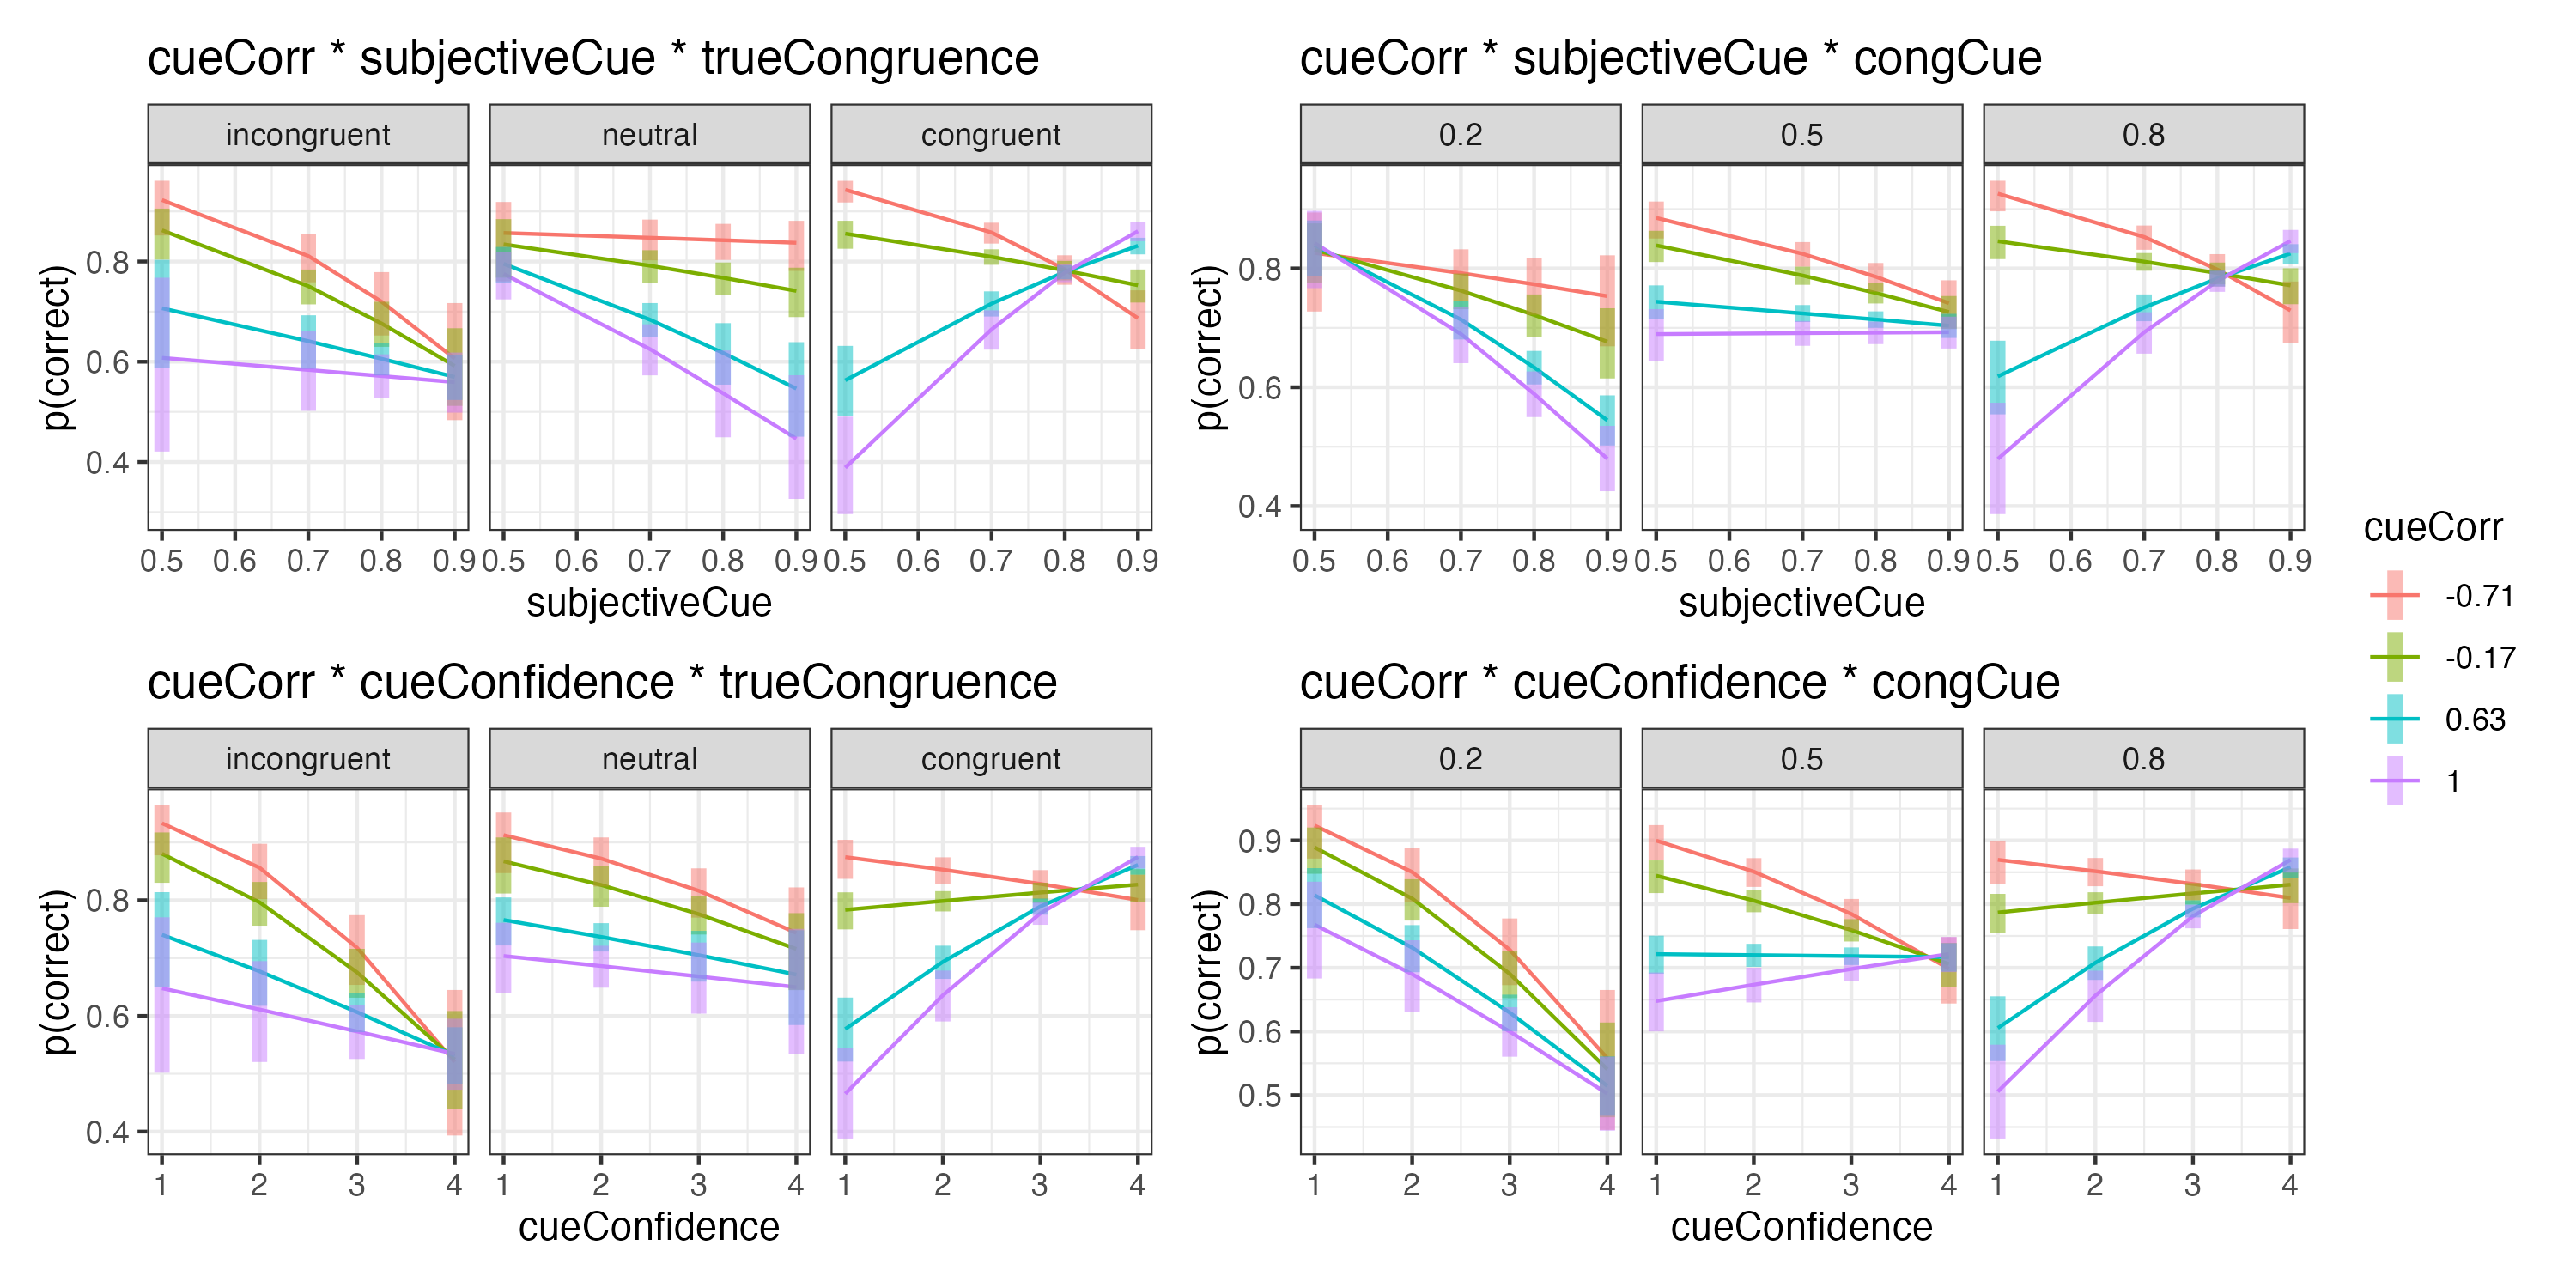 cueCorr * subjectiveCue * trueCongruence
incongruent neutral congruent
0.8
0.6
0.4
p(correct)
0.5 0.6 0.7 0.8 0.9 0.5 0.6 0.7 0.8 0.9 0.5 0.6 0.7 0.8 0.9
subjectiveCue
cueCorr * subjectiveCue * congCue
0.2 0.5 0.8
0.8
0.6
0.4
p(correct)
0.5 0.6 0.7 0.8 0.9 0.5 0.6 0.7 0.8 0.9 0.5 0.6 0.7 0.8 0.9
subjectiveCue
cueCorr * cueConfidence * trueCongruence
incongruent neutral congruent
0.8
0.6
0.4
p(correct)
1 2 3 4 1 2 3 4 1 2 3 4
cueConfidence
cueCorr * cueConfidence * congCue
0.2 0.5 0.8
0.9
0.8
0.7
0.6
0.5
p(correct)
1 2 3 4 1 2 3 4 1 2 3 4
cueConfidence
cueCorr
-0.71
-0.17
0.63
1